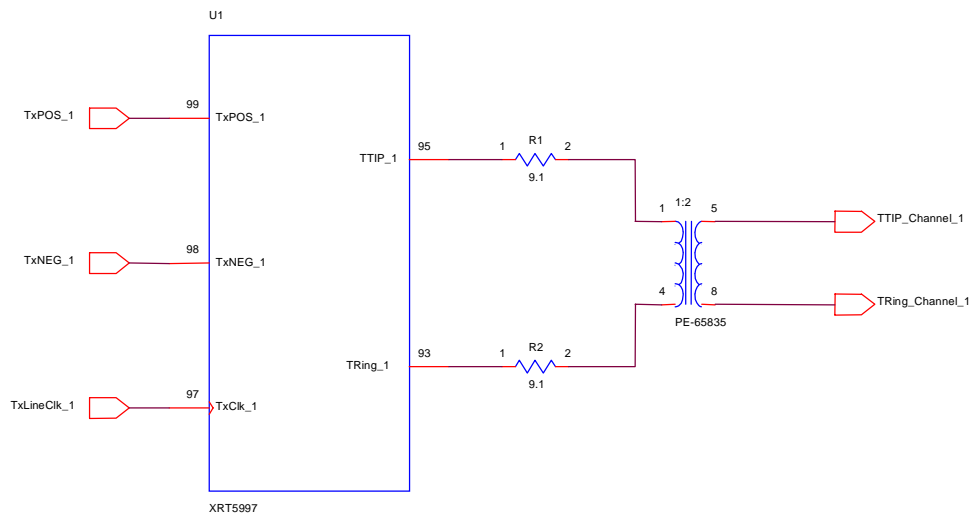 U1
99
TxPOS_1
TxPOS_1
95
TTIP_1
1
R1
2
9.1
1
1:2
5
TTIP_Channel_1
98
TxNEG_1
TxNEG_1
4
8
TRing_Channel_1
PE-65835
93
TRing_1
1
R2
2
9.1
97
TxLineClk_1
TxClk_1
XRT5997